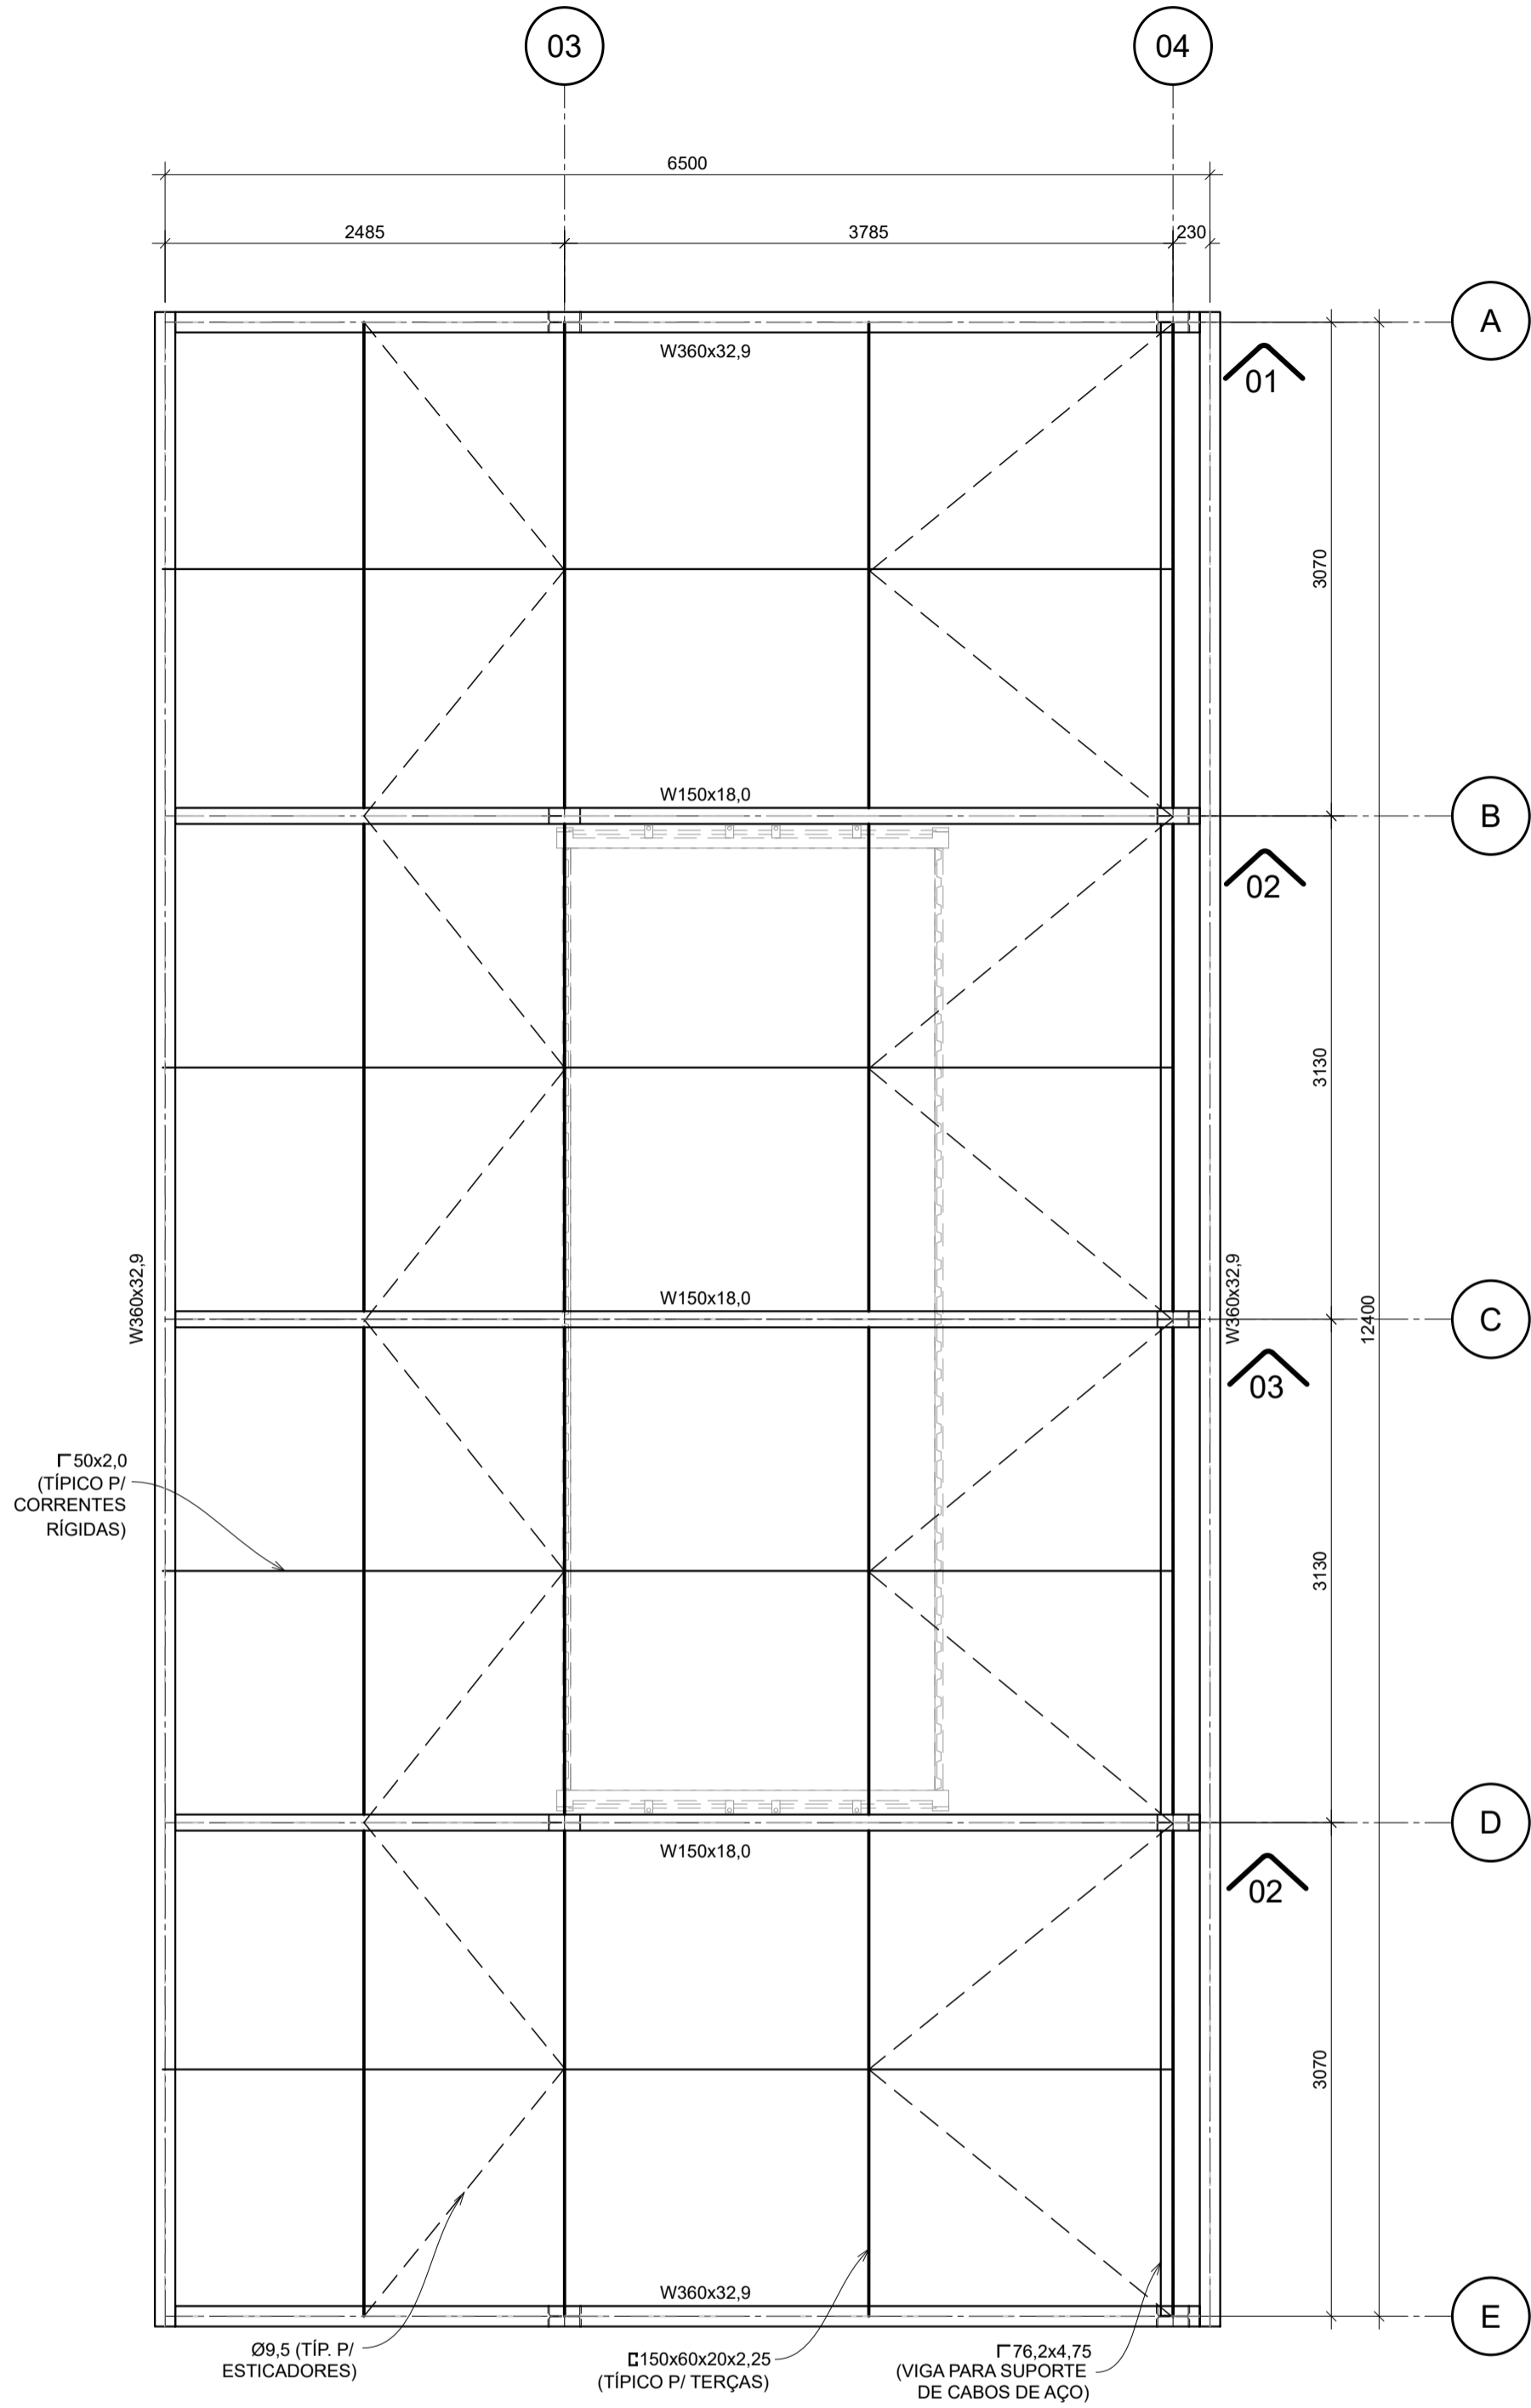 03
04
6500
2485
3785
230
A
W360x32,9
01
3070
W150x18,0
B
02
3130
W360x32,9
W150x18,0
W360x32,9
12400
C
03
50x2,0
(TÍPICO P/
CORRENTES
RÍGIDAS)
3130
D
W150x18,0
02
3070
W360x32,9
E
Ø9,5 (TÍP. P/
ESTICADORES)
150x60x20x2,25
(TÍPICO P/ TERÇAS)
76,2x4,75
(VIGA PARA SUPORTE
DE CABOS DE AÇO)